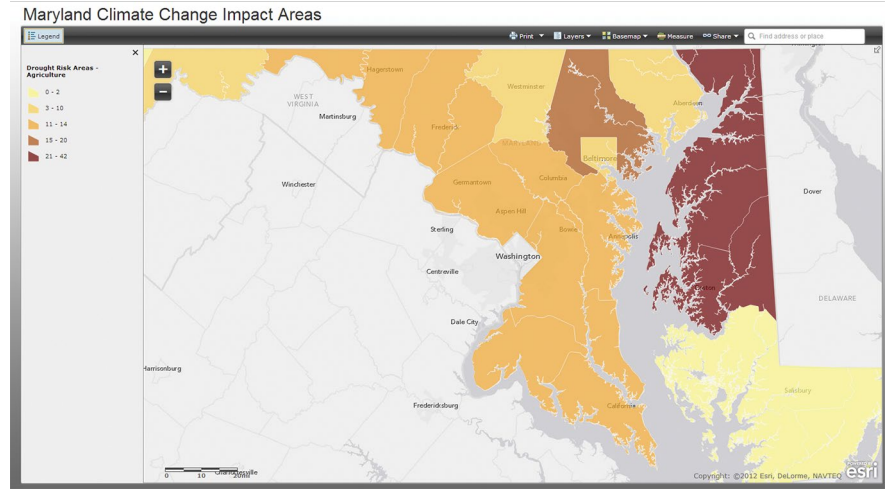 Maryland Climate Change Impact Areas
Legend
Print
Layers
Basemap
Measure
Share
Find address or place
Drought Risk Areas -
Agriculture
0 - 2
3 - 10
11 - 14
15 - 20
21 - 42
Hagerstown
WEST
VIRGINIA
Martinsburg
Westminster
Aberdeen
Frederick
Baltimore
Winchester
Germantown
Columbia
Dover
Aspen Hill
Sterling
Bowie
Annapolis
Washington
Centreville
Easton
DELAWARE
Dale City
Harrisonburg
Salisbury
Fredericksburg
California
Charlottesville
0 10 20mi
Copyright: ©2012 Esri, DeLorme, NAVTEQ
esri